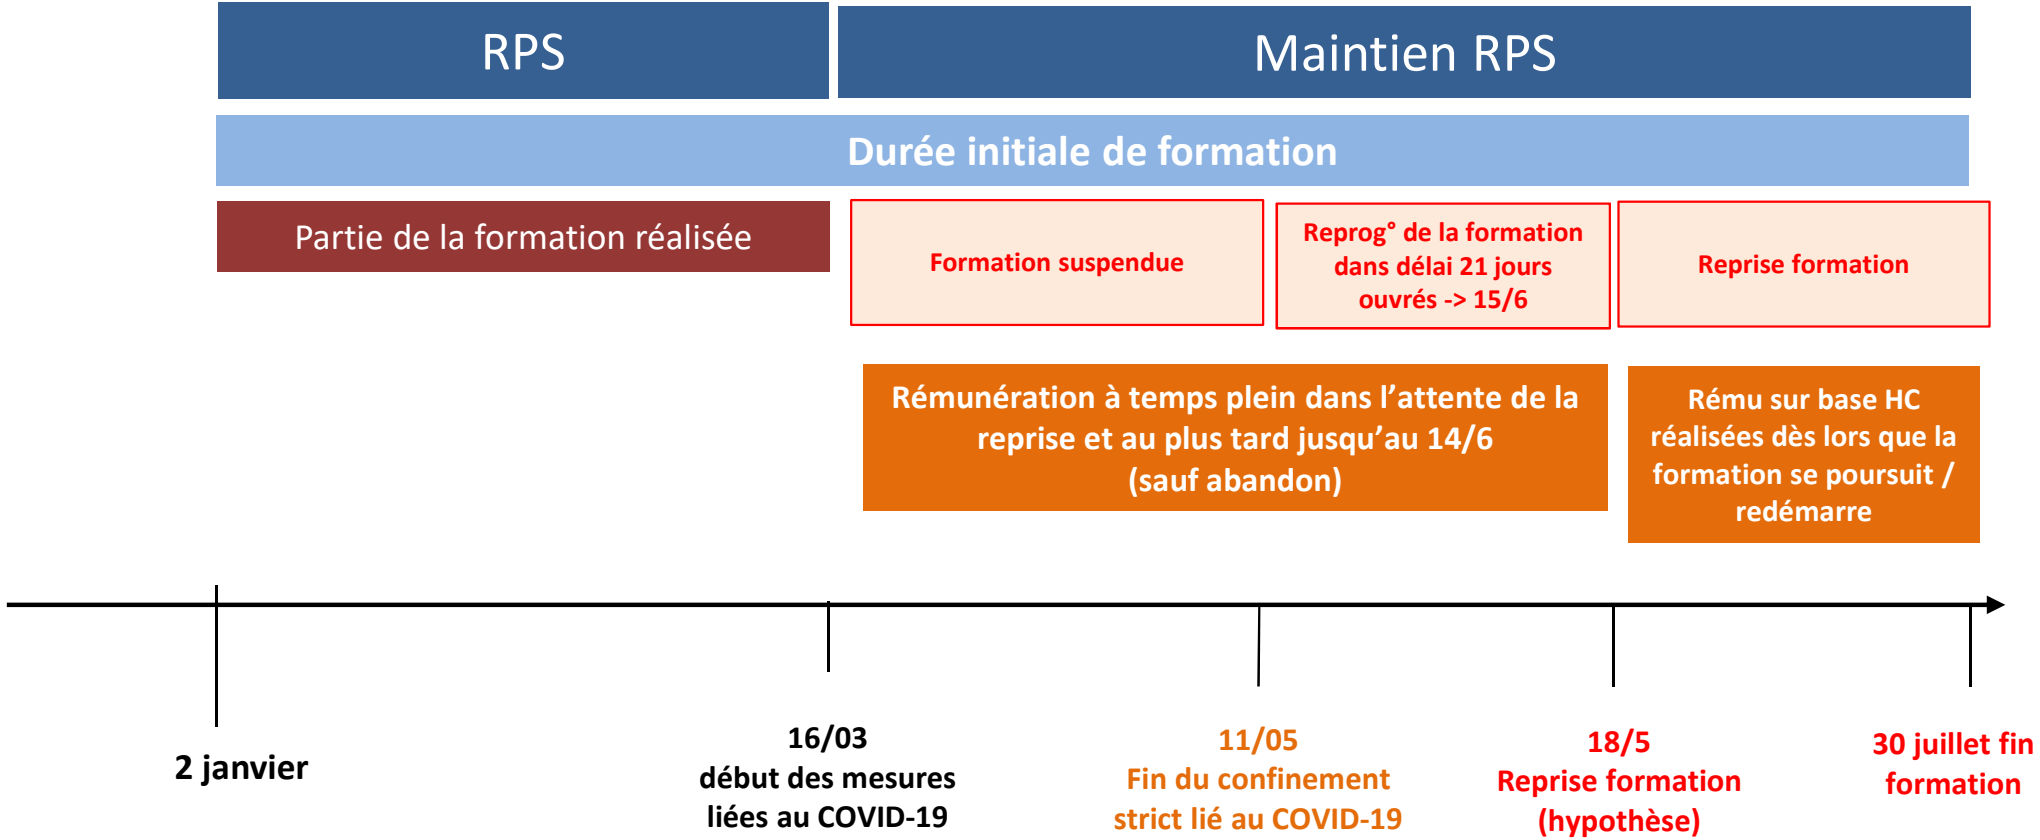 RPS
Maintien RPS
Durée initiale de formation
Partie de la formation réalisée
Formation suspendue
Reprog° de la formation
dans délai 21 jours
ouvrés -> 15/6
Reprise formation
Rémunération à temps plein dans l’attente de la
reprise et au plus tard jusqu’au 14/6
(sauf abandon)
Rému sur base HC
réalisées dès lors que la
formation se poursuit /
redémarre
2 janvier
16/03
début des mesures
liées au COVID-19
11/05
Fin du confinement
strict lié au COVID-19
18/5
Reprise formation
(hypothèse)
30 juillet fin
formation